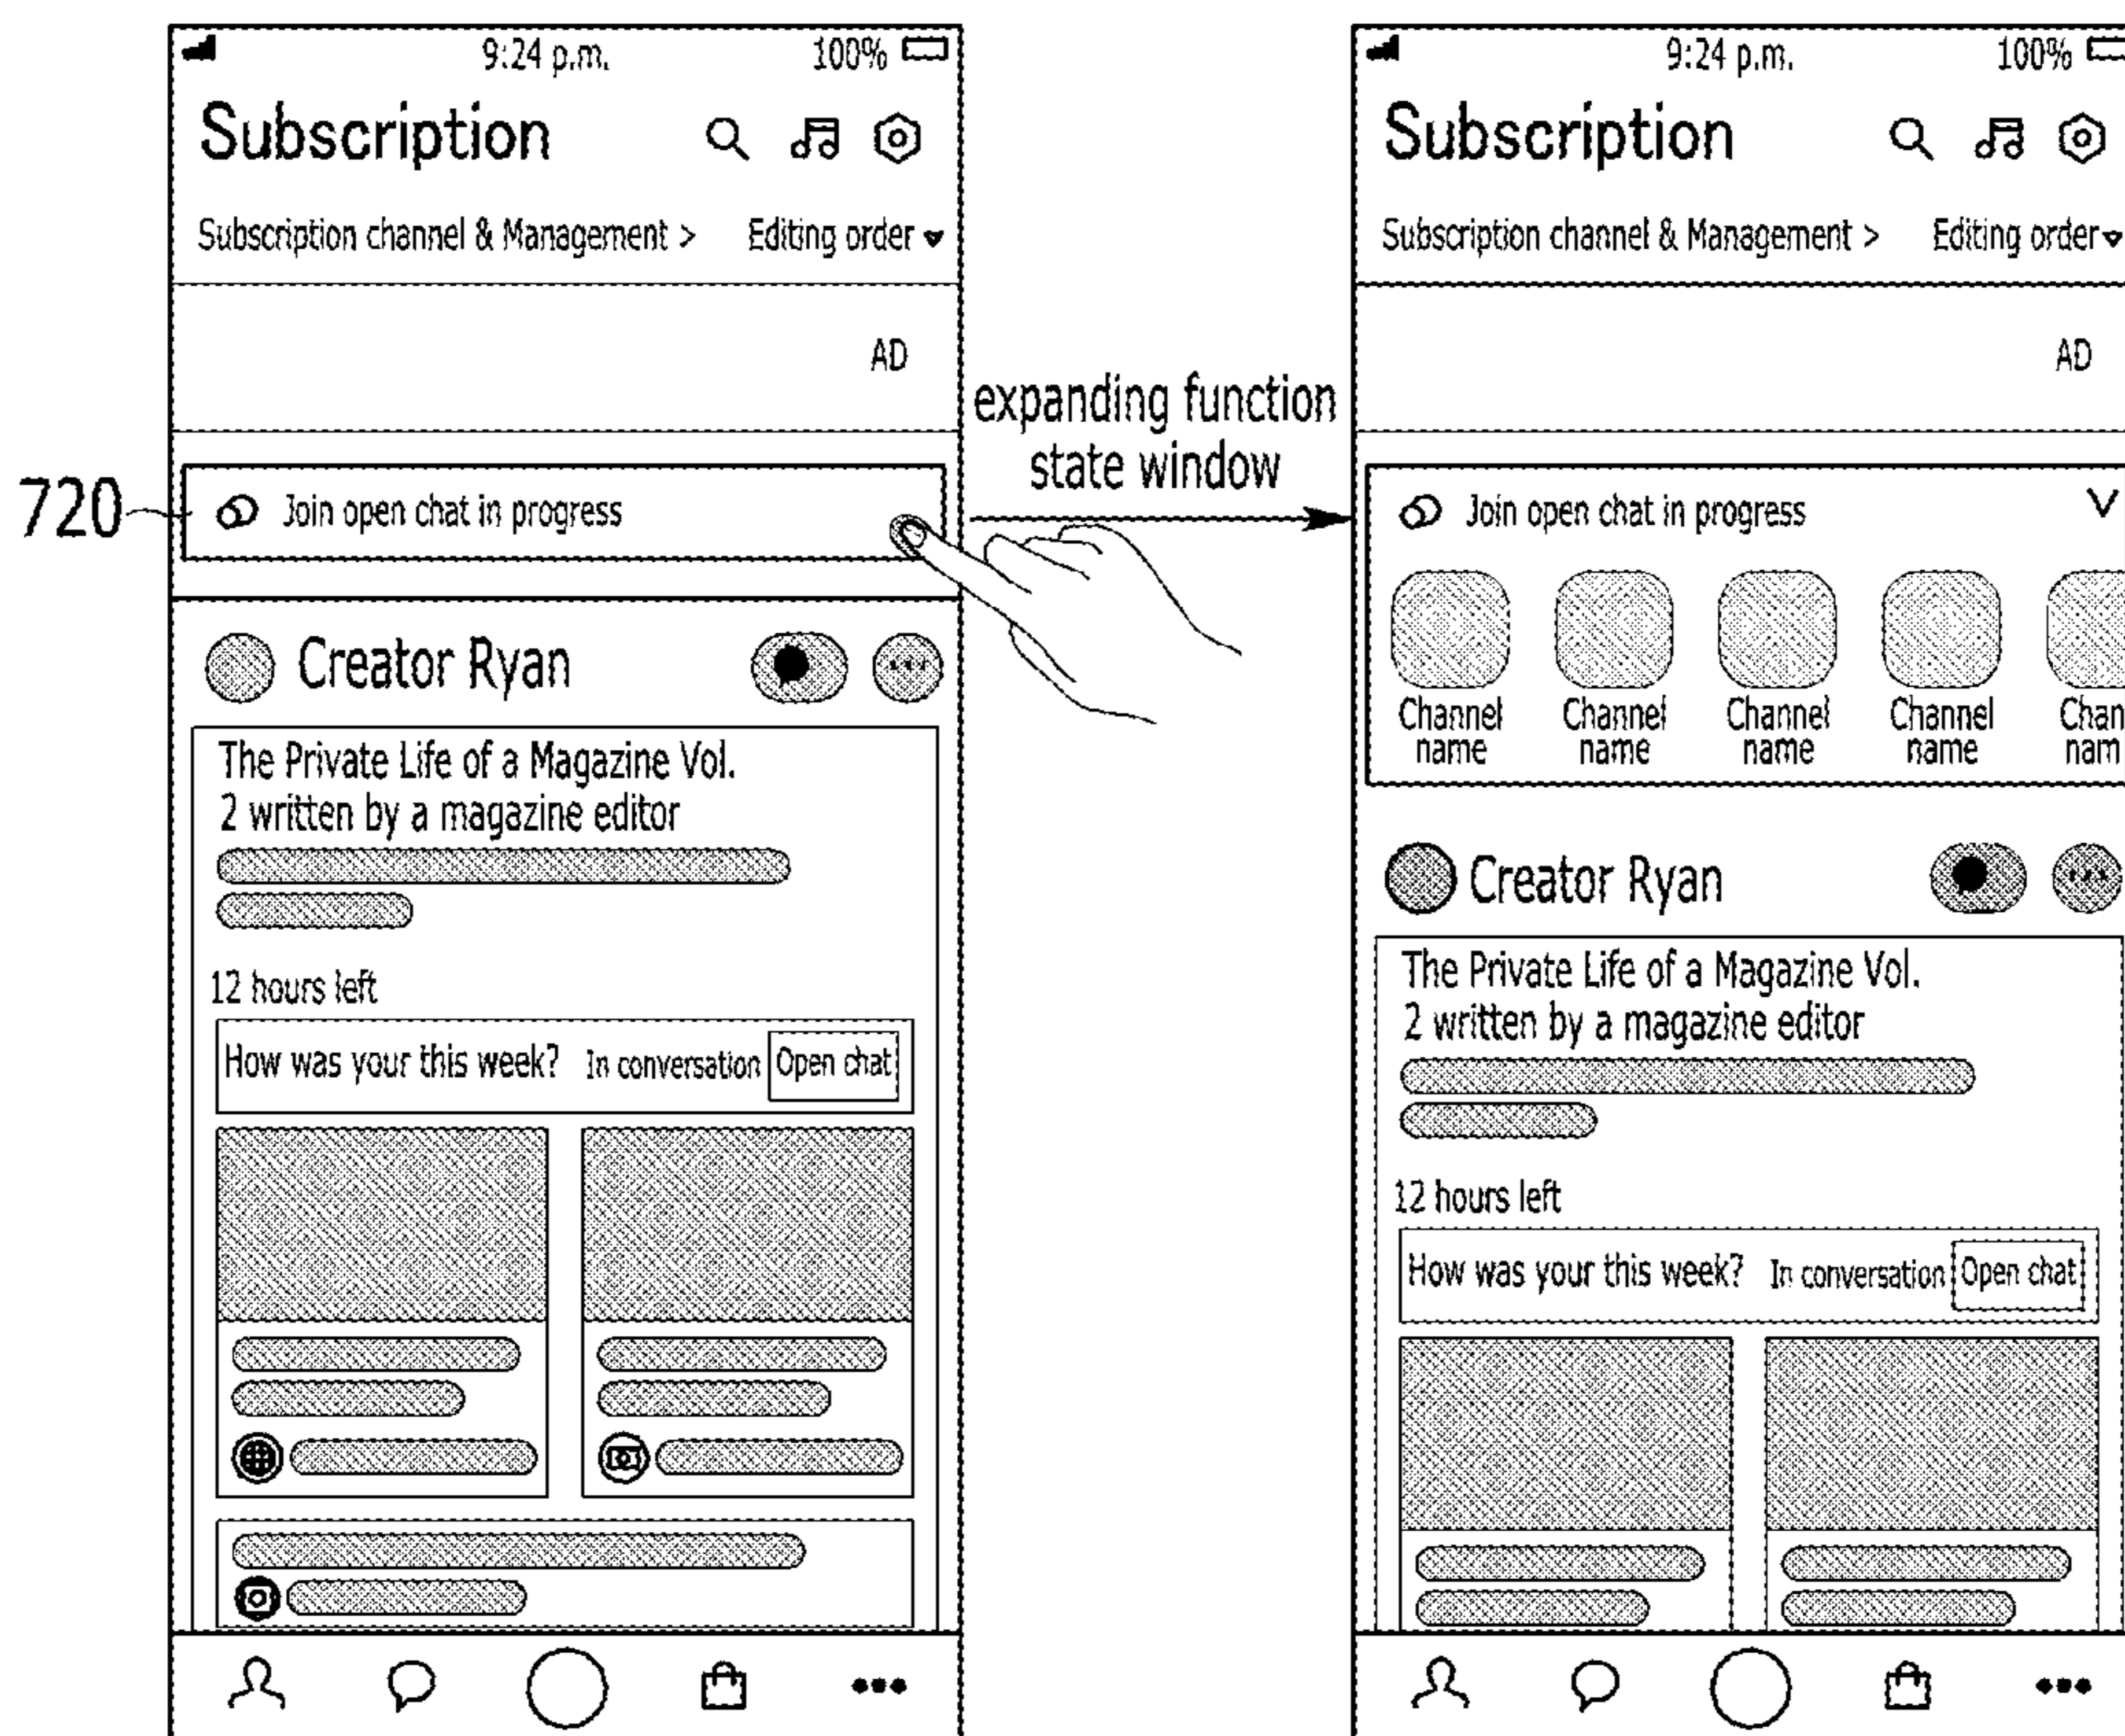 9:24 p.m. 100%
Subscription
Subscription channel & Management > Editing order
AD
720
Join open chat in progress
Creator Ryan
The Private Life of a Magazine Vol.
2 written by a magazine editor
12 hours left
How was your this week? In conversation Open chat
expanding function
state window
9:24 p.m. 100%
Subscription
Subscription channel & Management > Editing order
AD
Join open chat in progress
Channel Channel Channel Channel Chan
name name name name nam
Creator Ryan
The Private Life of a Magazine Vol.
2 written by a magazine editor
12 hours left
How was your this week? In conversation Open chat